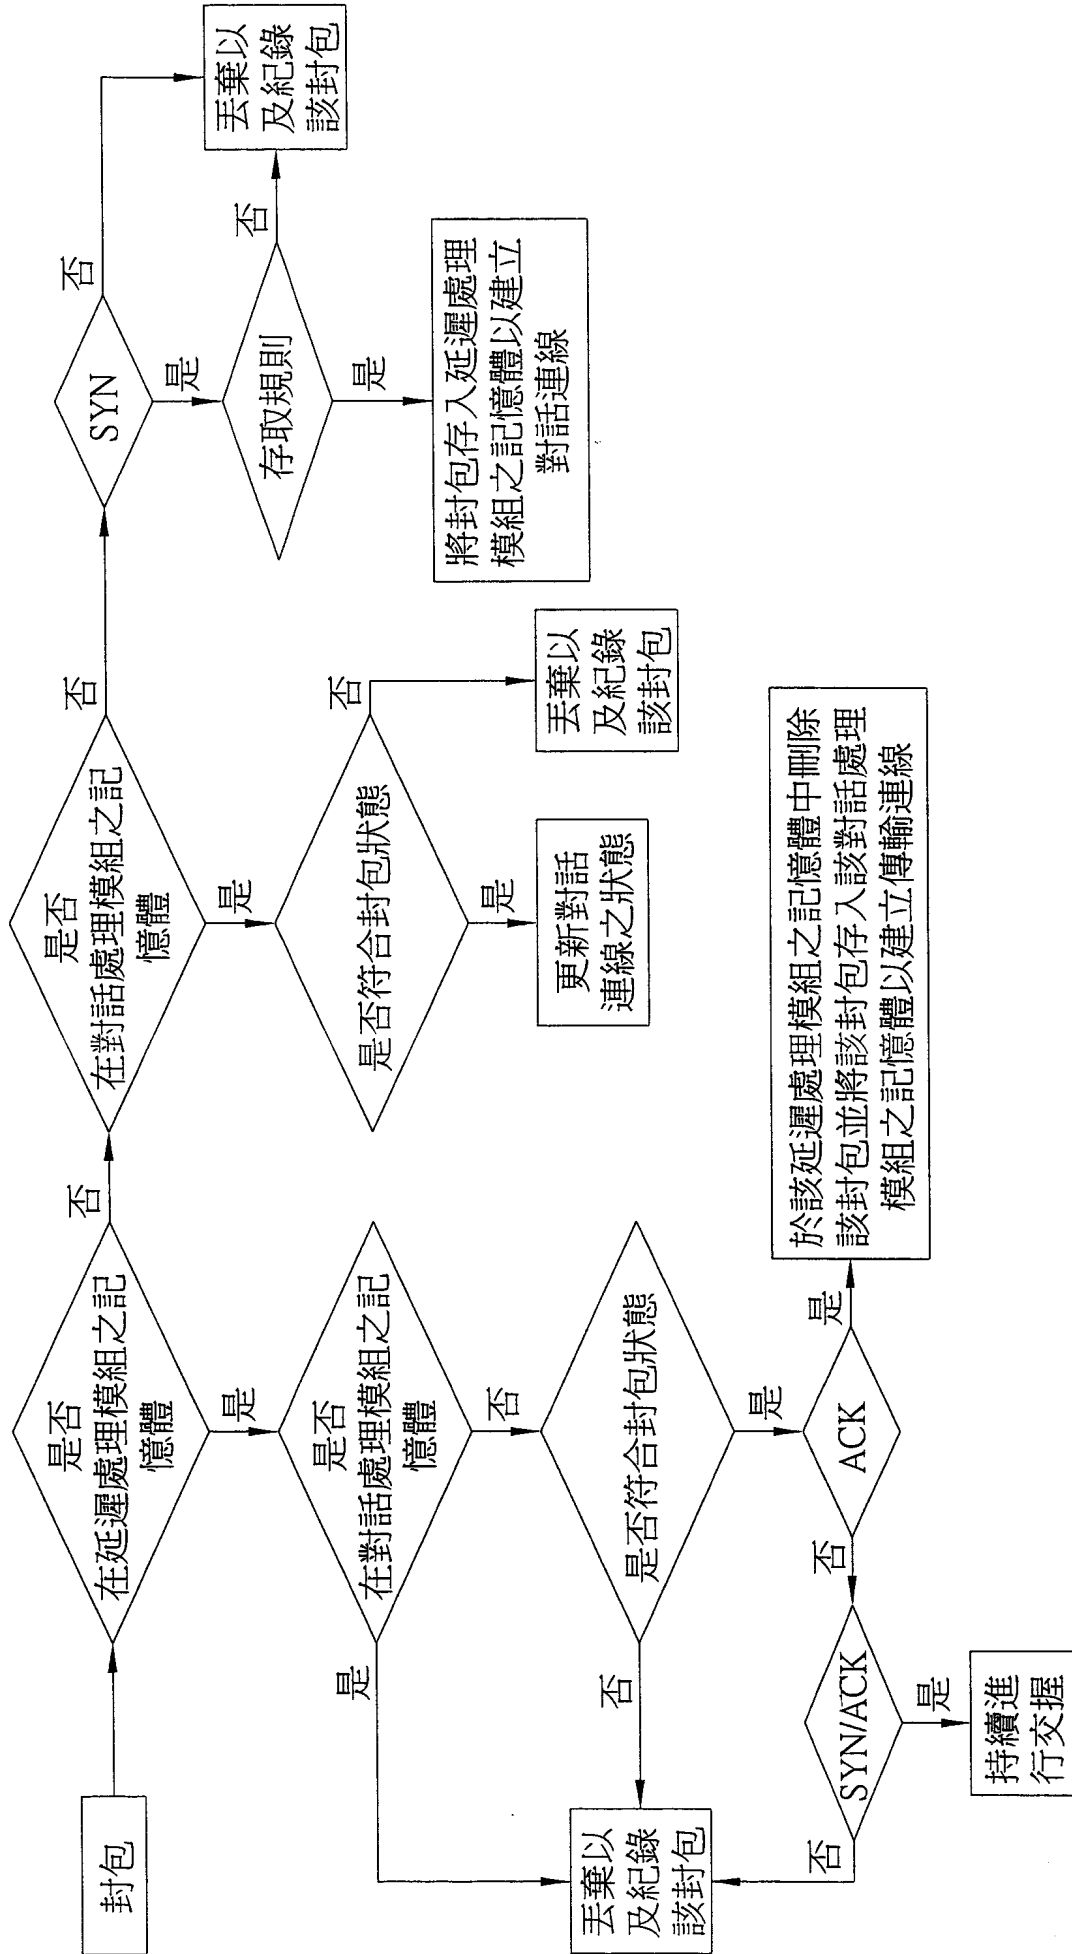 封包
是否
在延遲處理模組之記
憶體
否
是否
在對話處理模組之記
憶體
否
SYN
否
丟棄以
及紀錄
該封包
是
存取規則
否
是
將封包存入延遲處理
模組之記憶體以建立
對話連線
是
是否符合封包狀態
否
丟棄以
及紀錄
該封包
是
更新對話
連線之狀態
是
是否
在對話處理模組之記
憶體
是
否
是否符合封包狀態
否
丟棄以
及紀錄
該封包
是
ACK
是
於該延遲處理模組之記憶體中刪除
該封包並將該封包存入該對話處理
模組之記憶體以建立傳輸連線
否
SYN/ACK
否
是
持續進
行交握